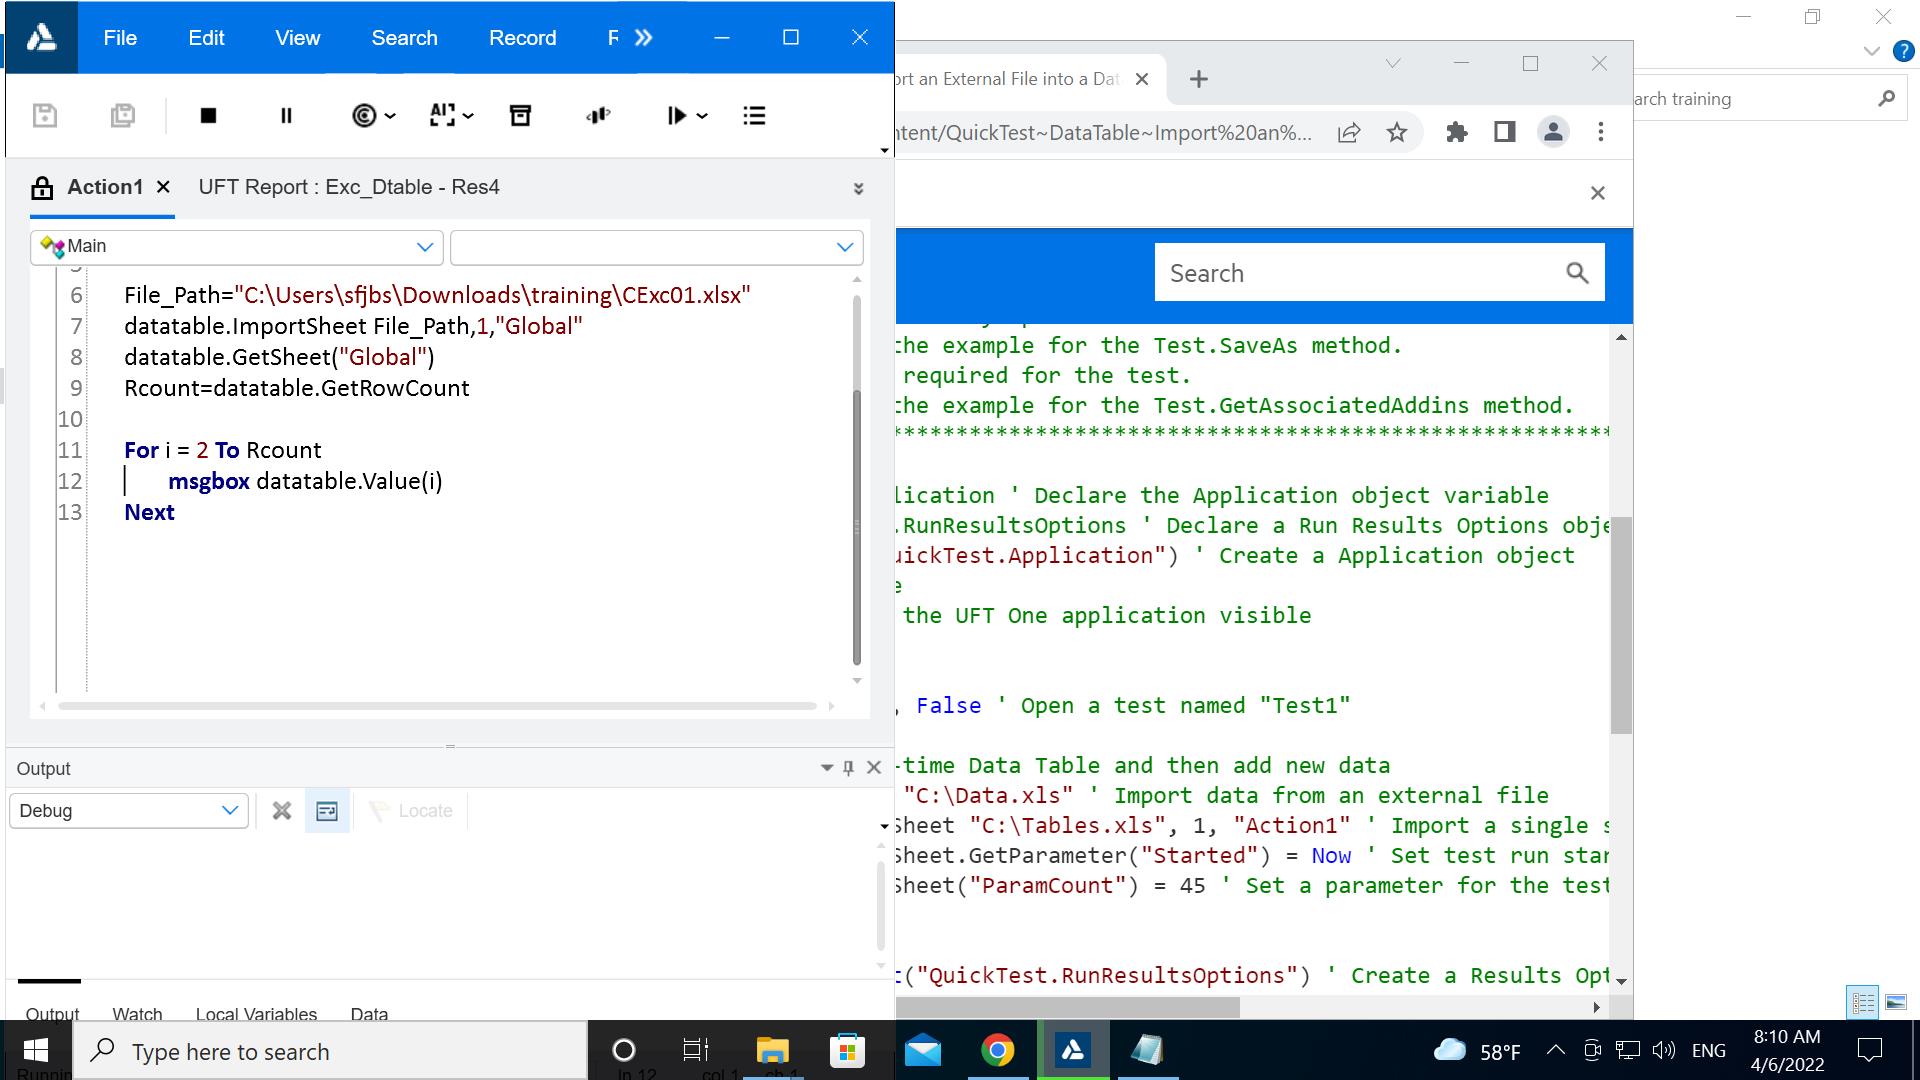 File Edit View Search Record
Action1 UFT Report : Exc_Dtable - Res4
Main
6 File_Path="C:\Users\sfjbs\Downloads\training\CExc01.xlsx"
7 datatable.ImportSheet File_Path,1,"Global"
8 datatable.GetSheet("Global")
9 Rcount=datatable.GetRowCount
10
11 For i = 2 To Rcount
12 msgbox datatable.Value(i)
13 Next
Output
Debug Locate
Output Watch Local Variables Data
rt an External File into a Dat
ntent/QuickTest~DataTable~Import%20an%...
arch training
Search
the example for the Test.SaveAs method.
required for the test.
the example for the Test.GetAssociatedAddins method.
******************************************************
lication ' Declare the Application object variable
.RunResultsOptions ' Declare a Run Results Options obje
uickTest.Application") ' Create a Application object
e
the UFT One application visible
, False ' Open a test named "Test1"
-time Data Table and then add new data
"C:\Data.xls" ' Import data from an external file
Sheet "C:\Tables.xls", 1, "Action1" ' Import a single s
Sheet.GetParameter("Started") = Now ' Set test run star
Sheet("ParamCount") = 45 ' Set a parameter for the test
t("QuickTest.RunResultsOptions") ' Create a Results Opt
Type here to search
58°F ENG
8:10 AM
4/6/2022